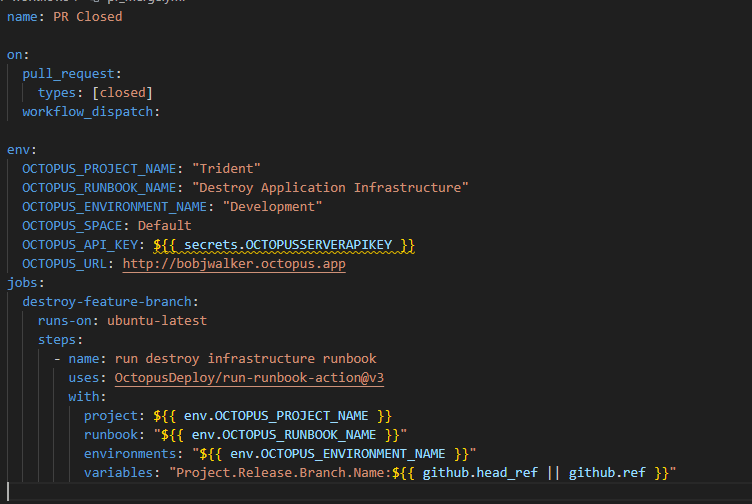 name: PR Closed
on:
pull_request:
types: [closed]
workflow_dispatch:
env:
OCTOPUS_PROJECT_NAME: "Trident"
OCTOPUS_RUNBOOK_NAME: "Destroy Application Infrastructure"
OCTOPUS_ENVIRONMENT_NAME: "Development"
OCTOPUS_SPACE: Default
OCTOPUS_API_KEY: ${{ secrets.OCTOPUSSERVERAPIKEY }}
OCTOPUS_URL: http://bobjwalker.octopus.app
jobs:
destroy-feature-branch:
runs-on: ubuntu-latest
steps:
- name: run destroy infrastructure runbook
uses: OctopusDeploy/run-runbook-action@v3
with:
project: ${{ env.OCTOPUS_PROJECT_NAME }}
runbook: "${{ env.OCTOPUS_RUNBOOK_NAME }}"
environments: "${{ env.OCTOPUS_ENVIRONMENT_NAME }}"
variables: "Project.Release.Branch.Name:${{ github.head_ref || github.ref }}"